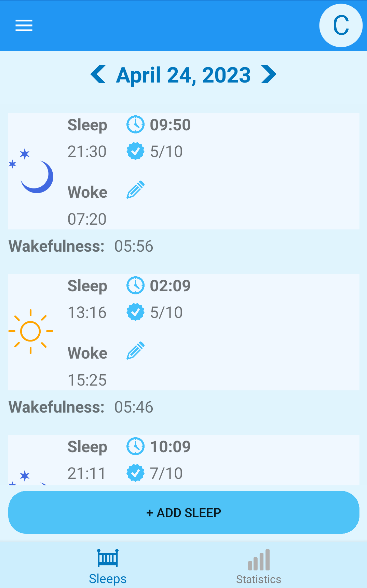 C
April 24, 2023
Sleep 09:50
21:30 5/10
Woke
07:20
Wakefulness: 05:56
Sleep 02:09
13:16 5/10
Woke
15:25
Wakefulness: 05:46
Sleep 10:09
21:11 7/10
+ ADD SLEEP
Sleeps Statistics